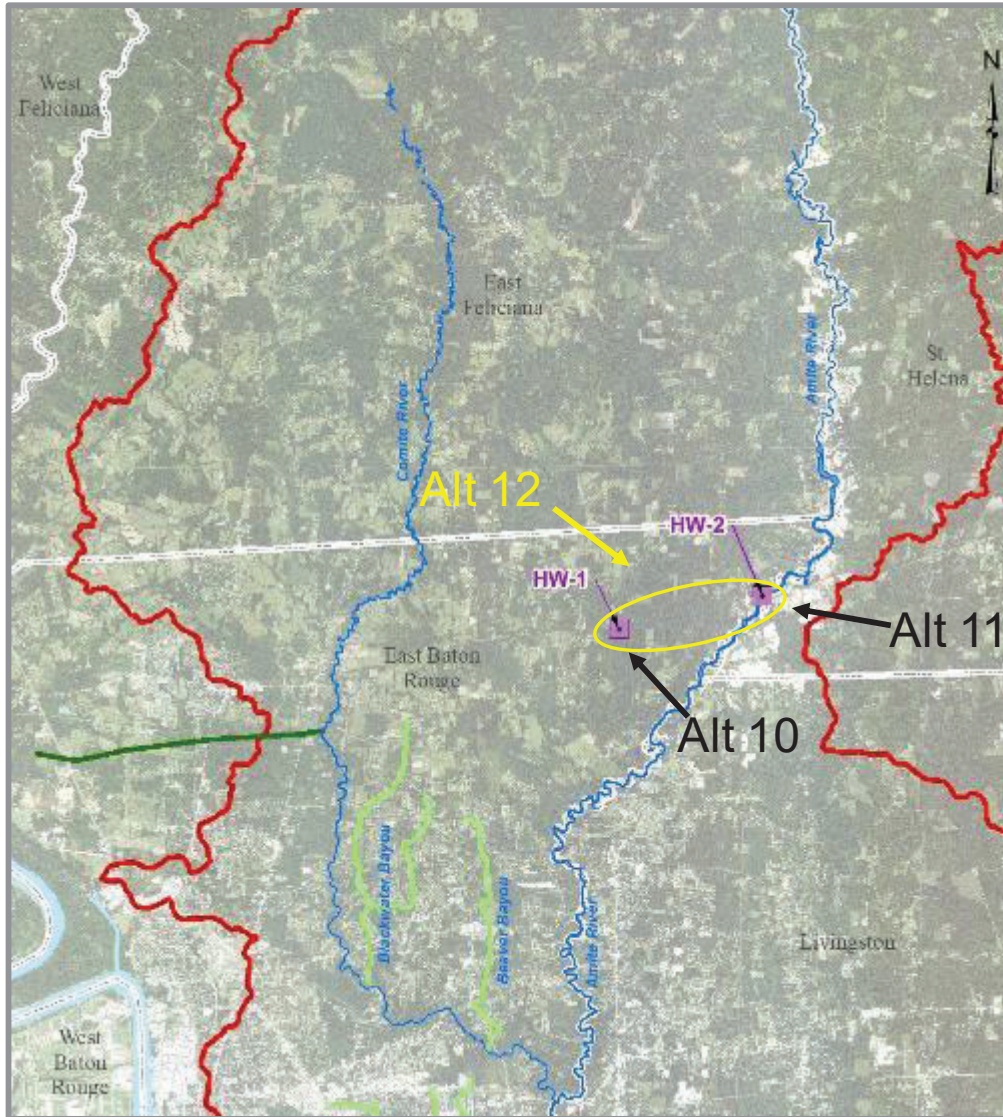 N
West
Feliciana
East
Feliciana
Comite River
Amite River
St.
Helena
Alt 12
HW-2
HW-1
Alt 11
East Baton
Rouge
Alt 10
Blackwater Bayou
Beaver Bayou
Amite River
Livingston
West
Baton
Rouge